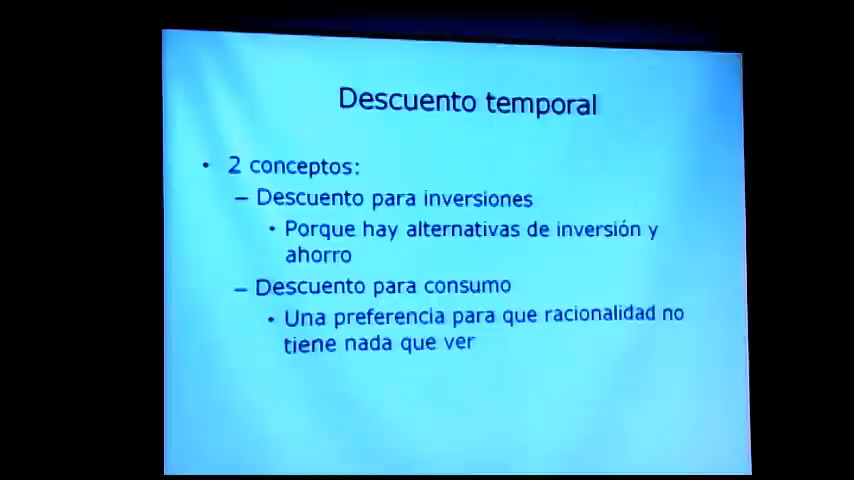 Descuento temporal
• 2 conceptos:
– Descuento para inversiones
• Porque hay alternativas de inversión y
ahorro
– Descuento para consumo
• Una preferencia para que racionalidad no
tiene nada que ver